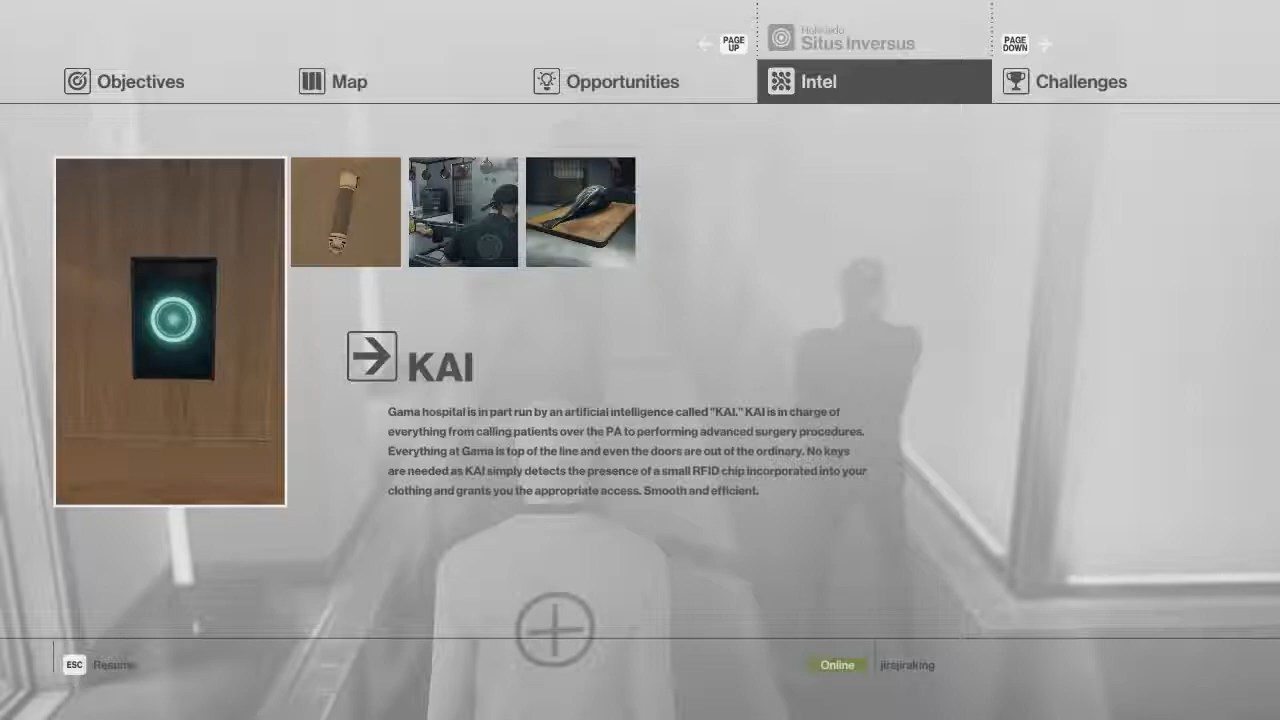 PAGE UP
Hokkaido
Situs Inversus
PAGE DOWN
Objectives
Map
Opportunities
Intel
Challenges
KAI
Gama hospital is in part run by an artificial intelligence called "KAI." KAI is in charge of
everything from calling patients over the PA to performing advanced surgery procedures.
Everything at Gama is top of the line and even the doors are out of the ordinary. No keys
are needed as KAI simply detects the presence of a small RFID chip incorporated into your
clothing and grants you the appropriate access. Smooth and efficient.
ESC Resume
Online
jirajiraking